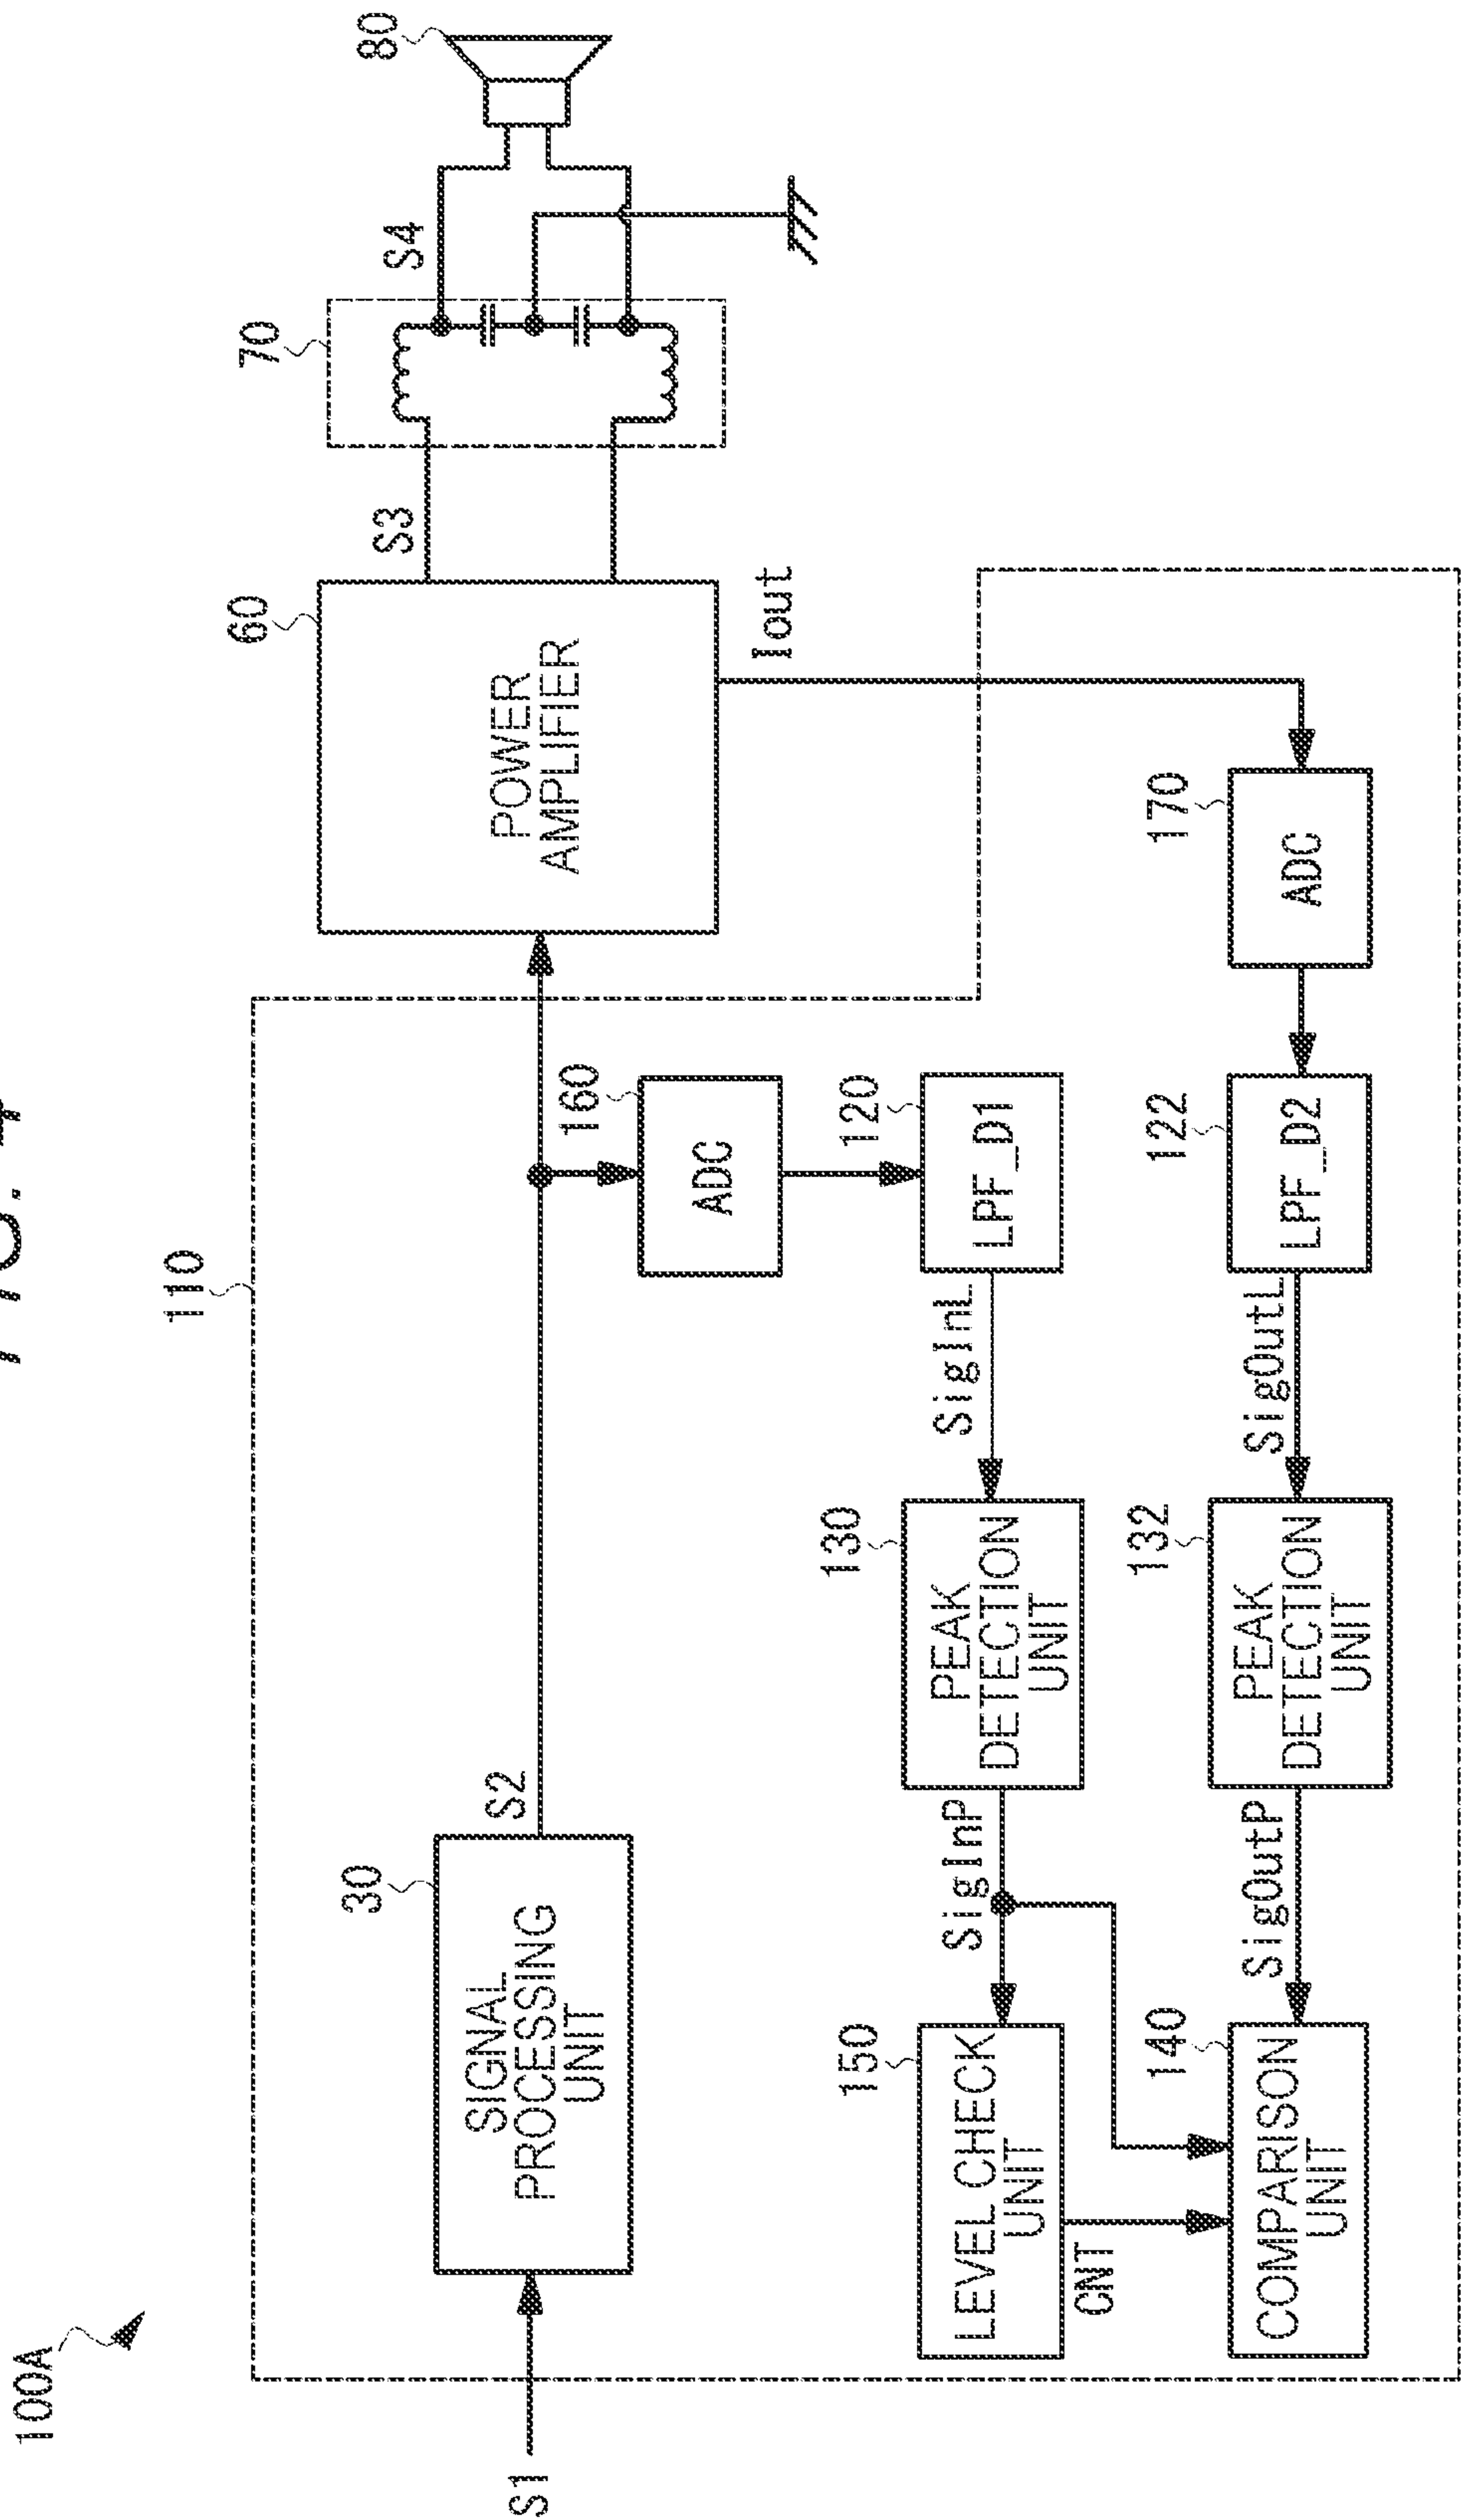 100A
110
S1
30
SIGNAL
PROCESSING
UNIT
S2
60
POWER
AMPLIFIER
S3
70
S4
80
Iout
160
ADC
120
LPF_D1
SigInL
130
PEAK
DETECTION
UNIT
SigInP
150
LEVEL CHECK
UNIT
CNT
170
ADC
122
LPF_D2
SigOutL
132
PEAK
DETECTION
UNIT
SigOutP
140
COMPARISON
UNIT